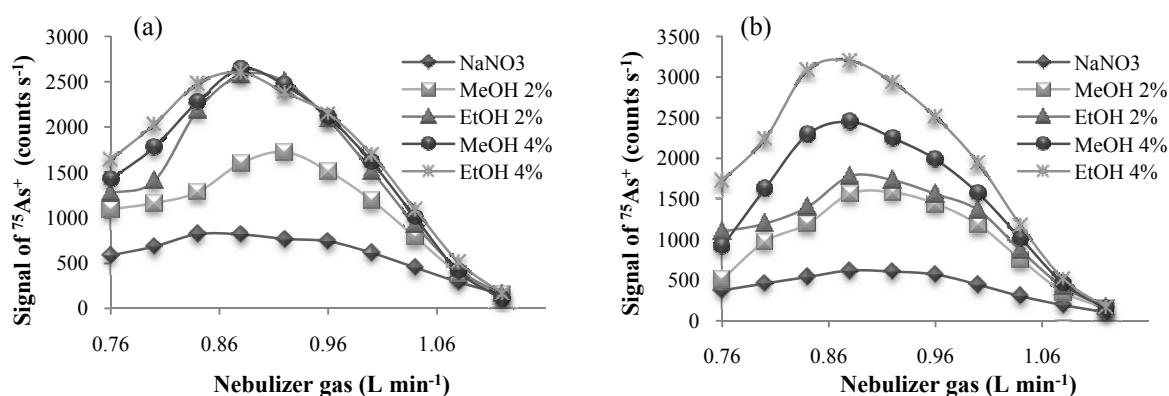 (a)
3000
2500
2000
1500
1000
500
0
Signal of ⁷⁵As⁺ (counts s⁻¹)
0.76
0.86
0.96
1.06
Nebulizer gas (L min⁻¹)
NaNO3
MeOH 2%
EtOH 2%
MeOH 4%
EtOH 4%
(b)
3500
3000
2500
2000
1500
1000
500
0
Signal of ⁷⁵As⁺ (counts s⁻¹)
0.76
0.86
0.96
1.06
Nebulizer gas (L min⁻¹)
NaNO3
MeOH 2%
EtOH 2%
MeOH 4%
EtOH 4%